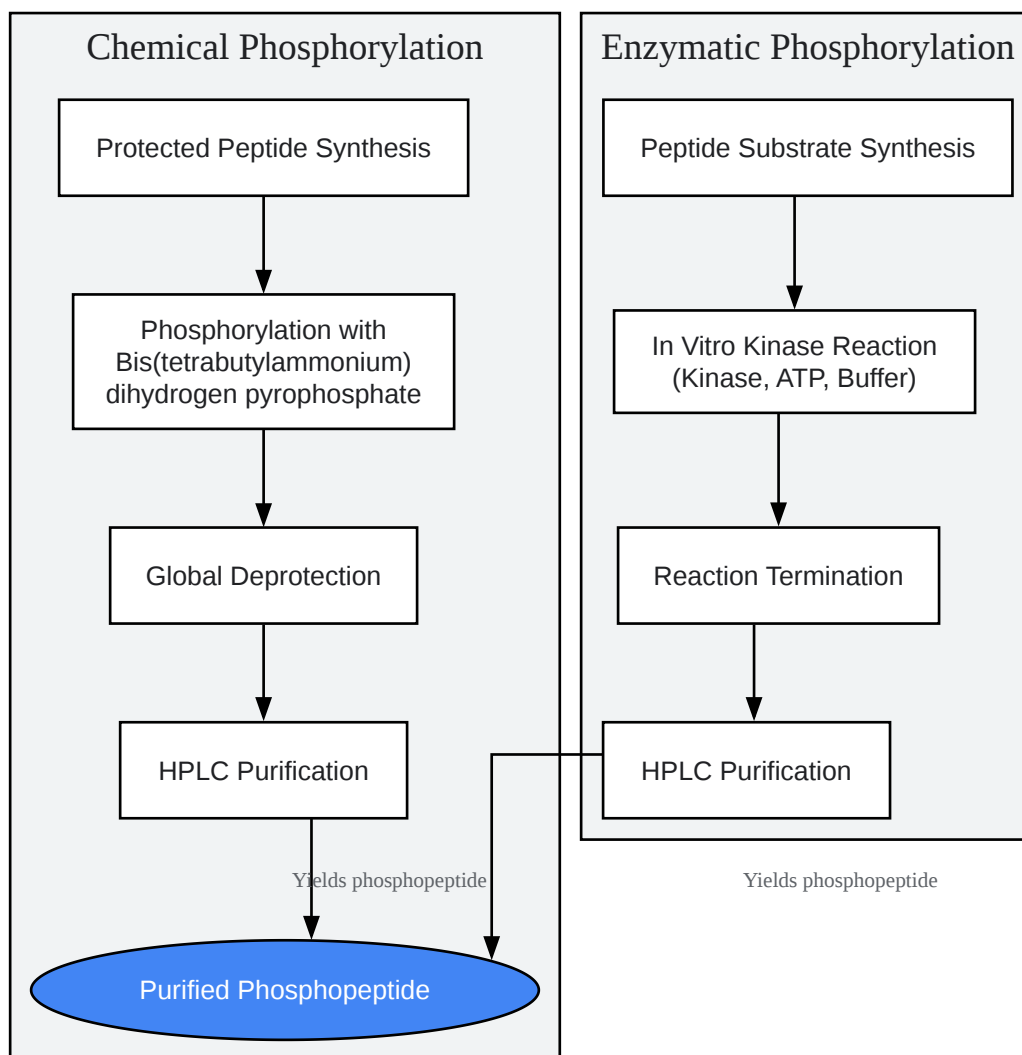 Chemical Phosphorylation
Protected Peptide Synthesis
Phosphorylation with
Bis(tetrabutylammonium)
dihydrogen pyrophosphate
Global Deprotection
HPLC Purification
Yields phosphopeptide
Purified Phosphopeptide
Enzymatic Phosphorylation
Peptide Substrate Synthesis
In Vitro Kinase Reaction
(Kinase, ATP, Buffer)
Reaction Termination
HPLC Purification
Yields phosphopeptide